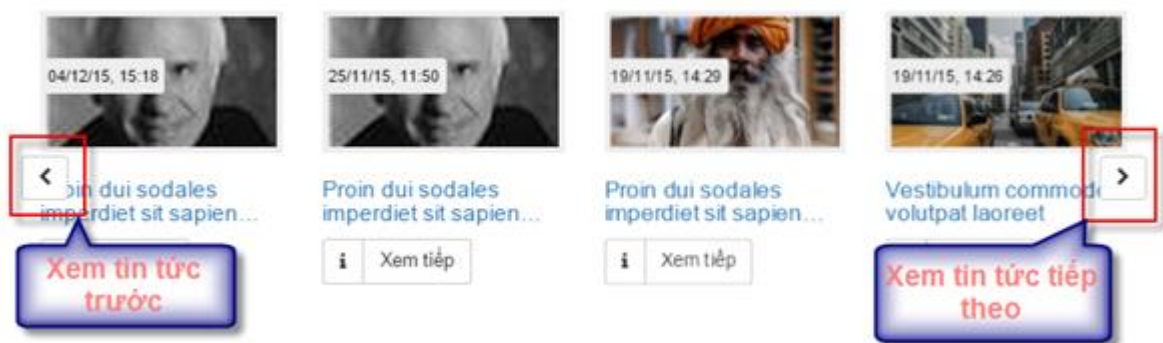 04/12/15, 15:18
25/11/15, 11:50
19/11/15, 14:29
19/11/15, 14:26
Proin dui sodales
imperdiet sit sapien…
Proin dui sodales
imperdiet sit sapien…
Proin dui sodales
imperdiet sit sapien…
Vestibulum commodo
volutpat laoreet
i Xem tiếp
i Xem tiếp
Xem tin tức
trước
Xem tin tức tiếp
theo